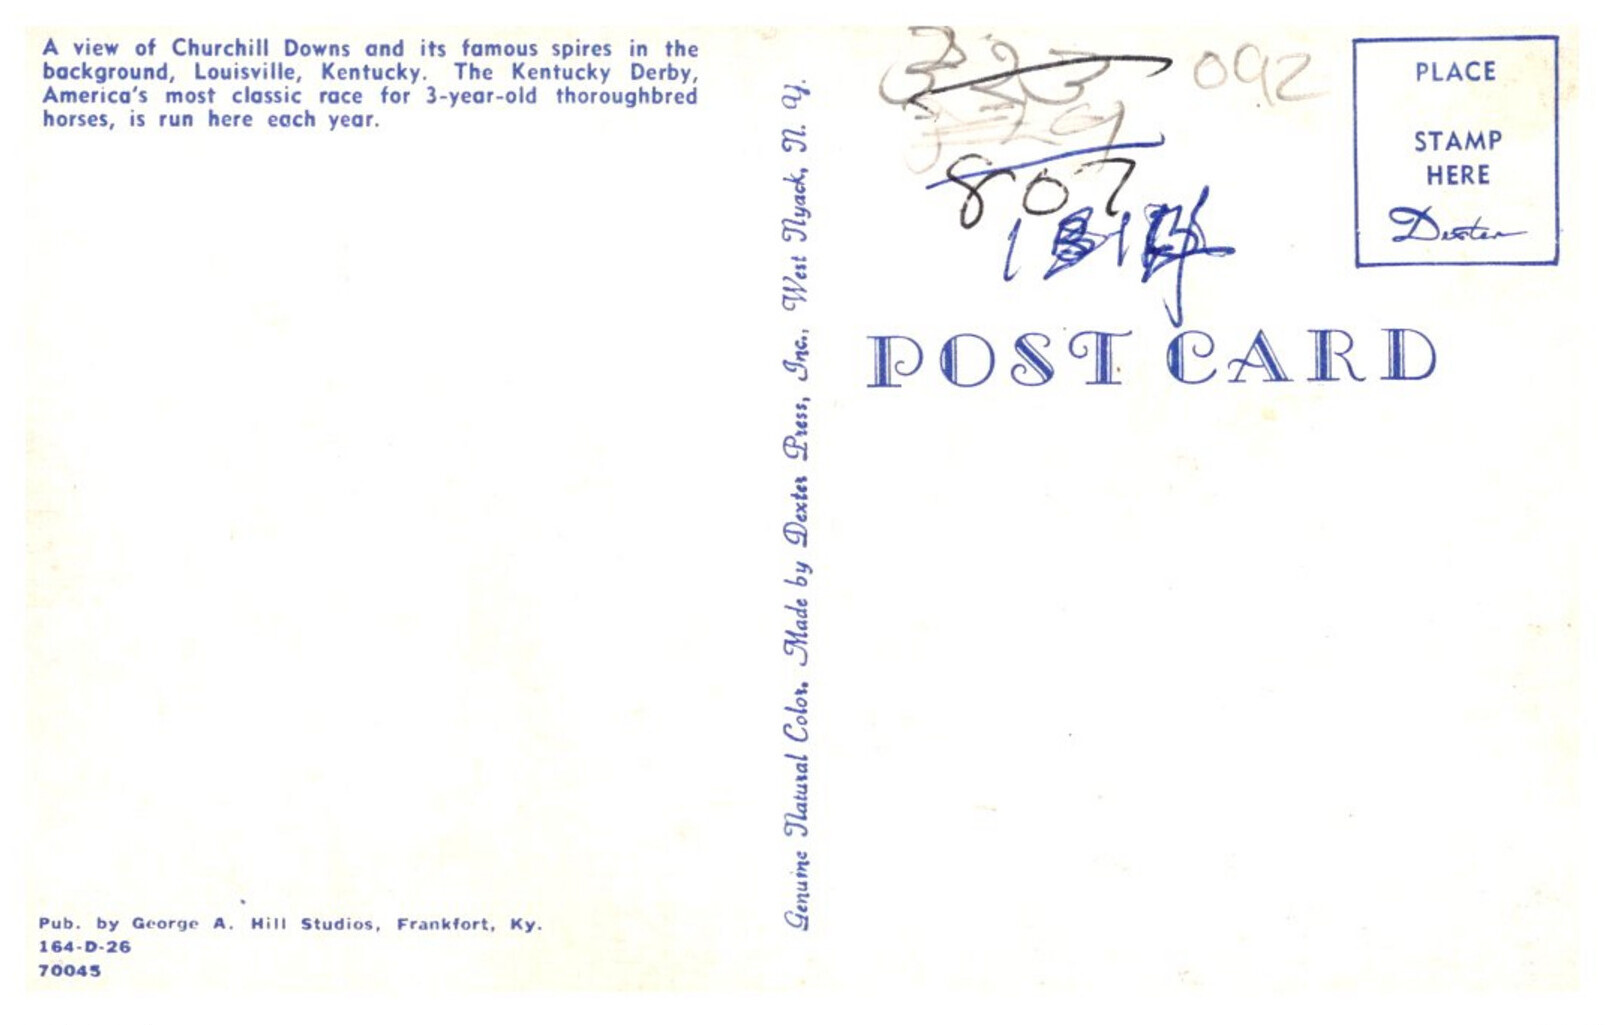 A view of Churchill Downs and its famous spires in the
background, Louisville, Kentucky. The Kentucky Derby,
America's most classic race for 3-year-old thoroughbred
horses, is run here each year.
Pub. by George A. Hill Studios, Frankfort, Ky.
164-D-26
70045
Genuine Natural Color. Made by Dexter Press, Inc., West Nyack, N. Y.
323
092
807
PLACE
STAMP
HERE
Dexter
POST CARD